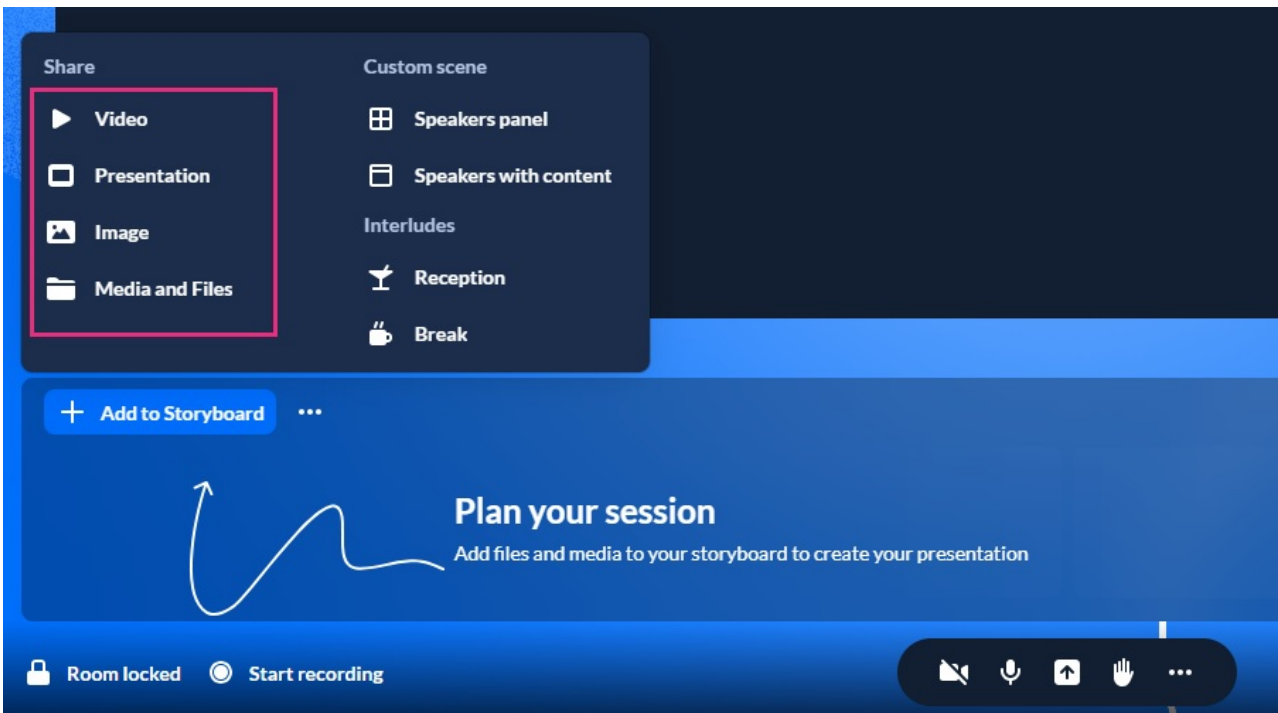 Share
Video
Presentation
Image
Media and Files
Custom scene
Speakers panel
Speakers with content
Interludes
Reception
Break
Add to Storyboard
Plan your session
Add files and media to your storyboard to create your presentation
Room locked
Start recording